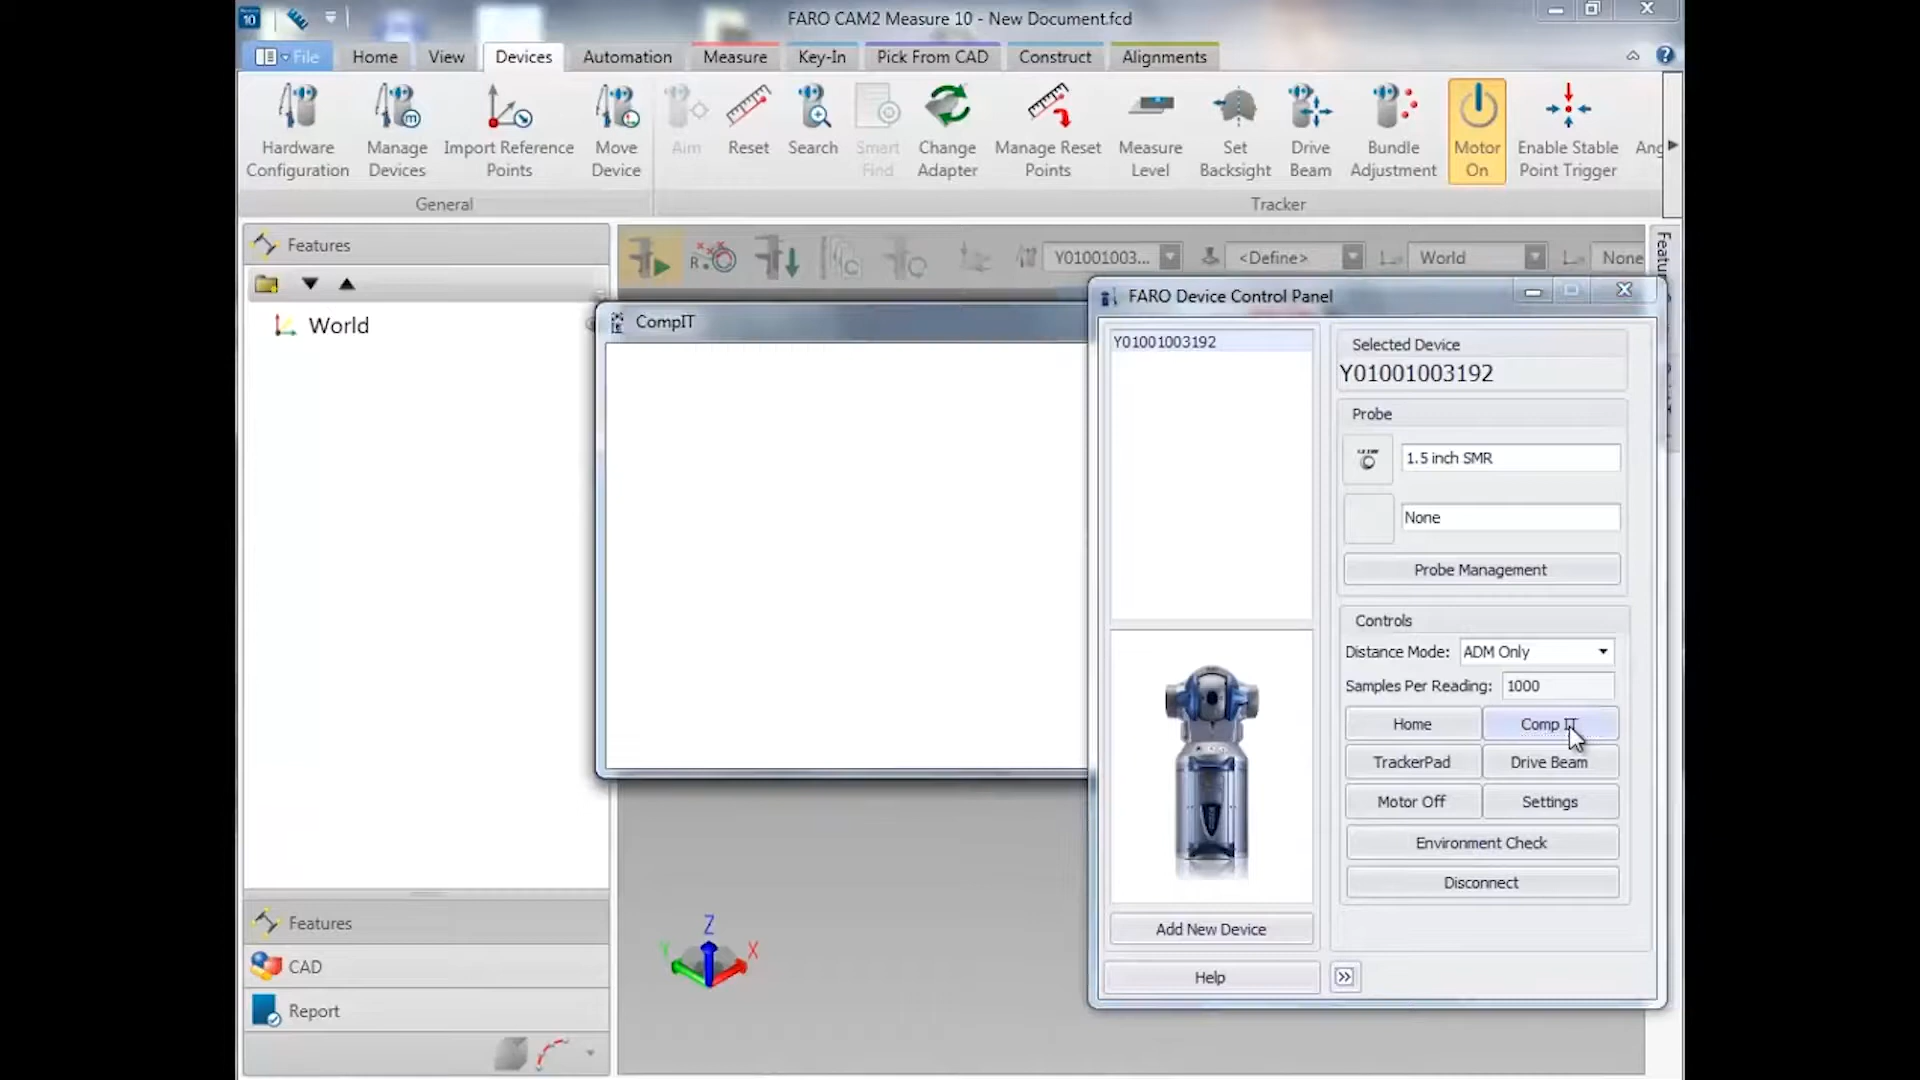 10
FARO CAM2 Measure 10 - New Document.fcd
File Home View Devices Automation Measure Key-In Pick From CAD Construct Alignments
Hardware Configuration
Manage Devices
Import Reference Points
Move Device
Aim
Reset
Search
Smart Find
Change Adapter
Manage Reset Points
Measure Level
Set Backsight
Drive Beam
Bundle Adjustment
Motor On
Enable Stable Point Trigger
General
Tracker
Features
World
Y01001003...
<Define>
World
None
CompIT
FARO Device Control Panel
Y01001003192
Selected Device
Y01001003192
Probe
1.5 inch SMR
None
Probe Management
Controls
Distance Mode: ADM Only
Samples Per Reading: 1000
Home
Comp IT
TrackerPad
Drive Beam
Motor Off
Settings
Environment Check
Disconnect
Add New Device
Help
Z
Y
X
Features
CAD
Report